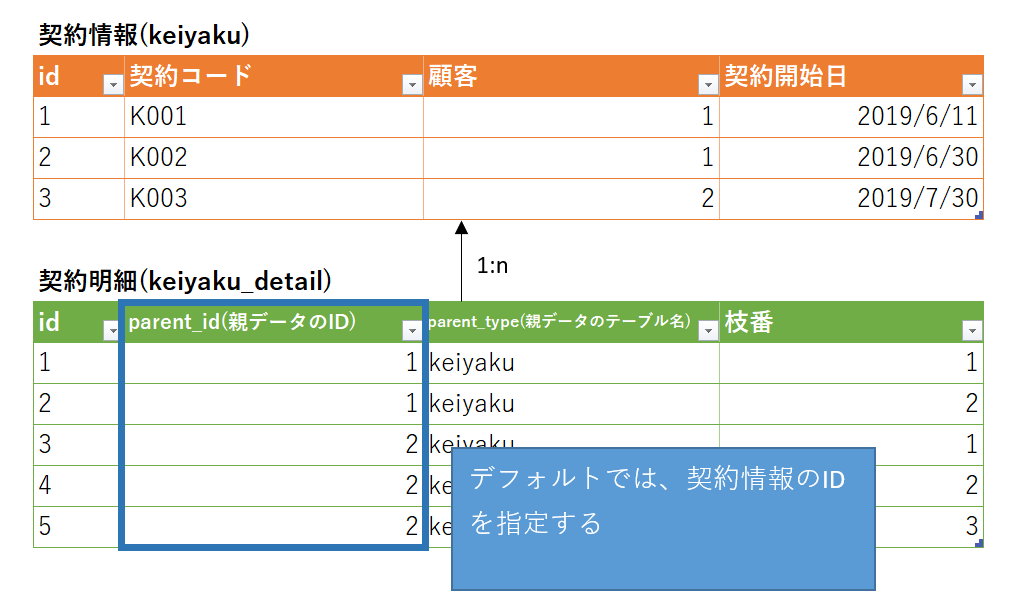 契約情報(keiyaku)
id 契約コード 顧客 契約開始日
1 K001 1 2019/6/11
2 K002 1 2019/6/30
3 K003 2 2019/7/30
1:n
契約明細(keiyaku_detail)
id parent_id(親データのID) parent_type(親データのテーブル名) 枝番
1 1 keiyaku 1
2 1 keiyaku 2
3 2 keiyaku 1
4 2 ke 2
5 2 ke 3
デフォルトでは、契約情報のID
を指定する